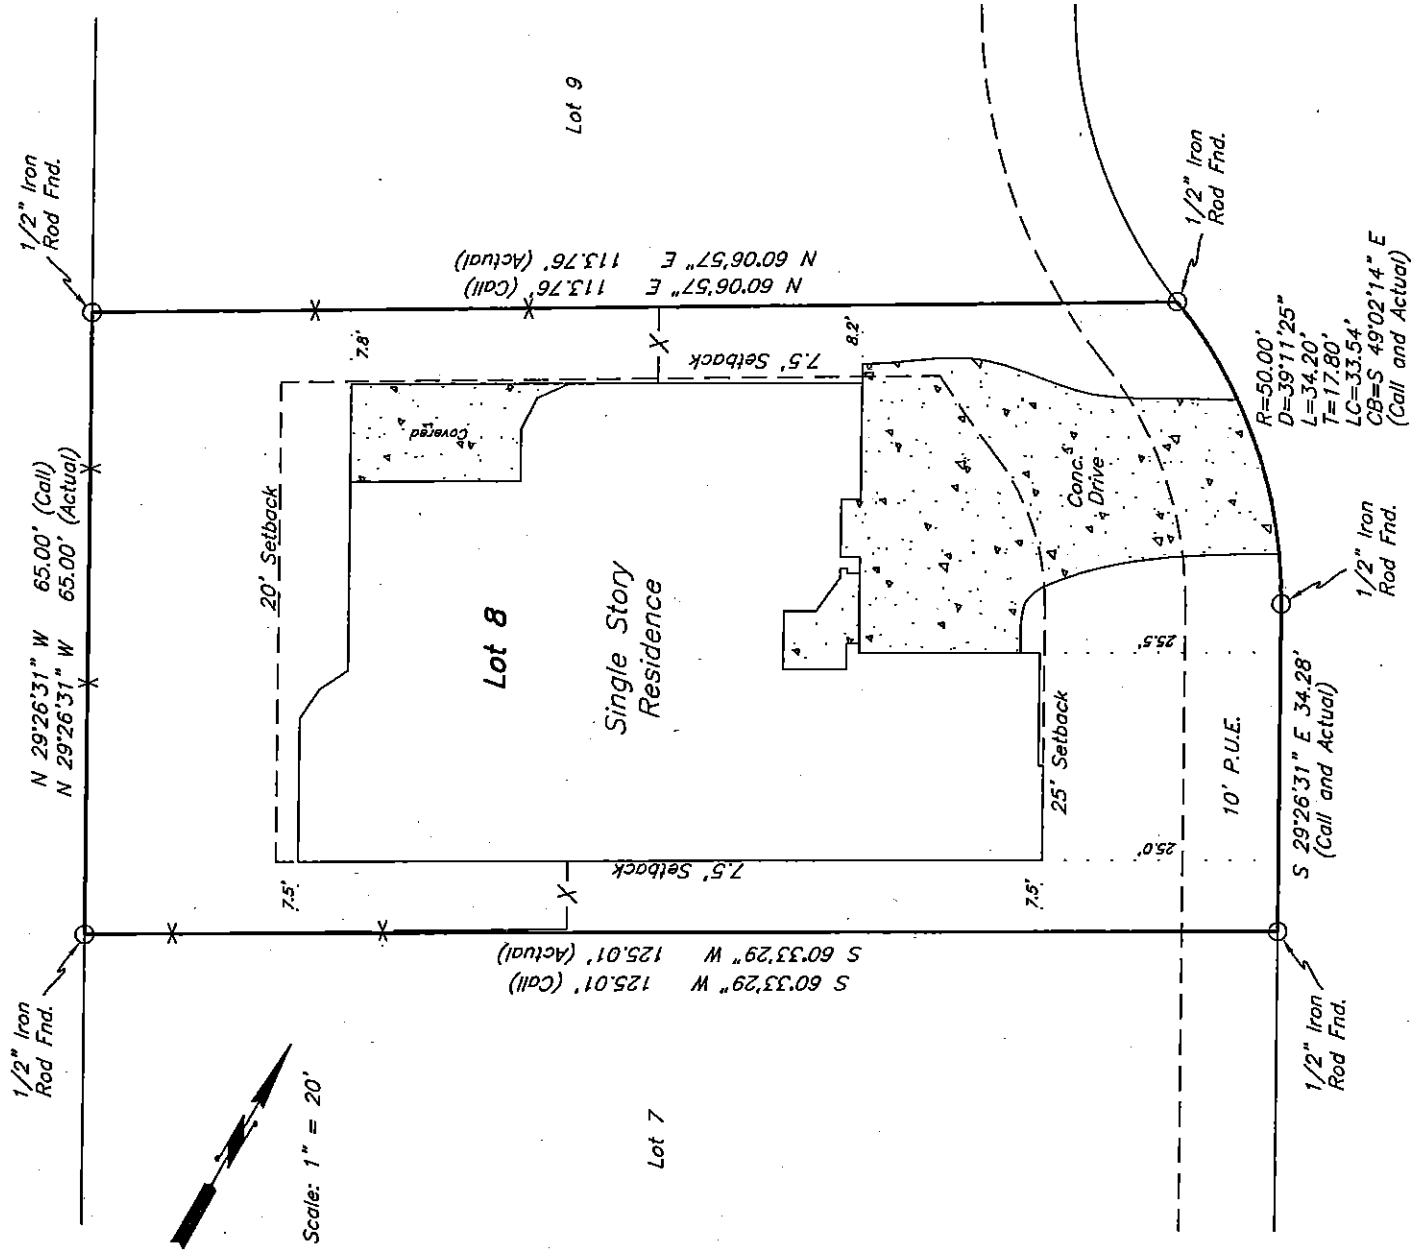 1/2" Iron
Rod Fnd.
Lot 9
1/2" Iron
Rod Fnd.
N 60°06'57" E 113.76' (Actual)
N 60°06'57" E 113.76' (Call)
N 29°26'31" W 65.00' (Call)
N 29°26'31" W 65.00' (Actual)
7.8'
8.2'
7.5' Setback
Covered
20' Setback
Lot 8
Single Story
Residence
Conc.
Drive
R=50.00'
D=39°11'25"
L=34.20'
T=17.80'
LC=33.54'
CB=S 49°02'14" E
(Call and Actual)
1/2" Iron
Rod Fnd.
25.5'
25' Setback
10' P.U.E.
S 29°26'31" E 34.28'
(Call and Actual)
25.0'
7.5' Setback
7.5'
7.5'
S 60°33'29" W 125.01' (Actual)
S 60°33'29" W 125.01' (Call)
1/2" Iron
Rod Fnd.
1/2" Iron
Rod Fnd.
Scale: 1" = 20'
Lot 7